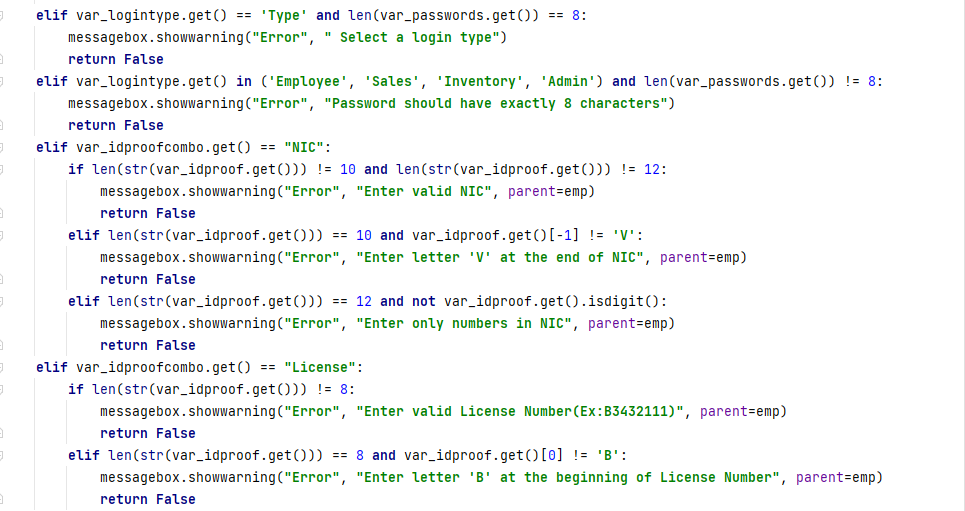 elif var_logintype.get() == 'Type' and len(var_passwords.get()) == 8:
    messagebox.showwarning("Error", " Select a login type")
    return False
elif var_logintype.get() in ('Employee', 'Sales', 'Inventory', 'Admin') and len(var_passwords.get()) != 8:
    messagebox.showwarning("Error", "Password should have exactly 8 characters")
    return False
elif var_idproofcombo.get() == "NIC":
    if len(str(var_idproof.get())) != 10 and len(str(var_idproof.get())) != 12:
        messagebox.showwarning("Error", "Enter valid NIC", parent=emp)
        return False
    elif len(str(var_idproof.get())) == 10 and var_idproof.get()[-1] != 'V':
        messagebox.showwarning("Error", "Enter letter 'V' at the end of NIC", parent=emp)
        return False
    elif len(str(var_idproof.get())) == 12 and not var_idproof.get().isdigit():
        messagebox.showwarning("Error", "Enter only numbers in NIC", parent=emp)
        return False
elif var_idproofcombo.get() == "License":
    if len(str(var_idproof.get())) != 8:
        messagebox.showwarning("Error", "Enter valid License Number(Ex:B3432111)", parent=emp)
        return False
    elif len(str(var_idproof.get())) == 8 and var_idproof.get()[0] != 'B':
        messagebox.showwarning("Error", "Enter letter 'B' at the beginning of License Number", parent=emp)
        return False